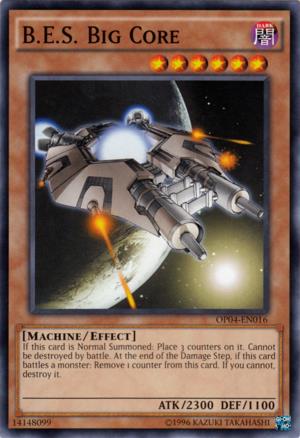 B.E.S. Big Core
DARK
闇
OP04-EN016
[Machine/Effect]
If this card is Normal Summoned: Place 3 counters on it. Cannot
be destroyed by battle. At the end of the Damage Step, if this card
battles a monster: Remove 1 counter from this card. If you cannot,
destroy it.
ATK/2300 DEF/1100
14148099
©1996 KAZUKI TAKAHASHI